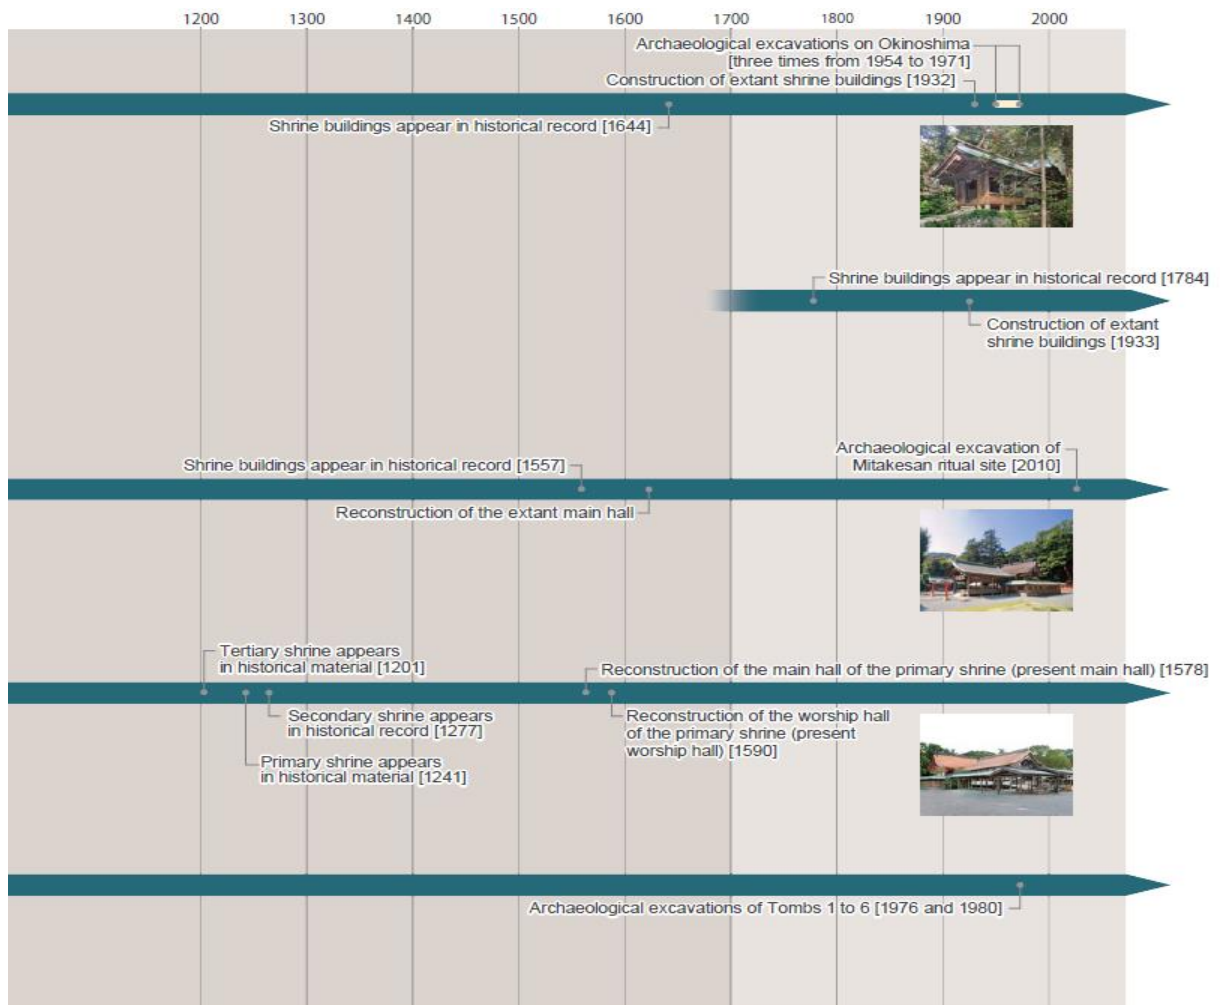 1200 1300 1400 1500 1600 1700 1800 1900 2000
Archaeological excavations on Okinoshima
[three times from 1954 to 1971]
Construction of extant shrine buildings [1932]
Shrine buildings appear in historical record [1644]
Shrine buildings appear in historical record [1784]
Construction of extant
shrine buildings [1933]
Archaeological excavation of
Mitakesan ritual site [2010]
Shrine buildings appear in historical record [1557]
Reconstruction of the extant main hall
Tertiary shrine appears
in historical material [1201]
Reconstruction of the main hall of the primary shrine (present main hall) [1578]
Secondary shrine appears
in historical record [1277]
Reconstruction of the worship hall
of the primary shrine (present
worship hall) [1590]
Primary shrine appears
in historical material [1241]
Archaeological excavations of Tombs 1 to 6 [1976 and 1980]